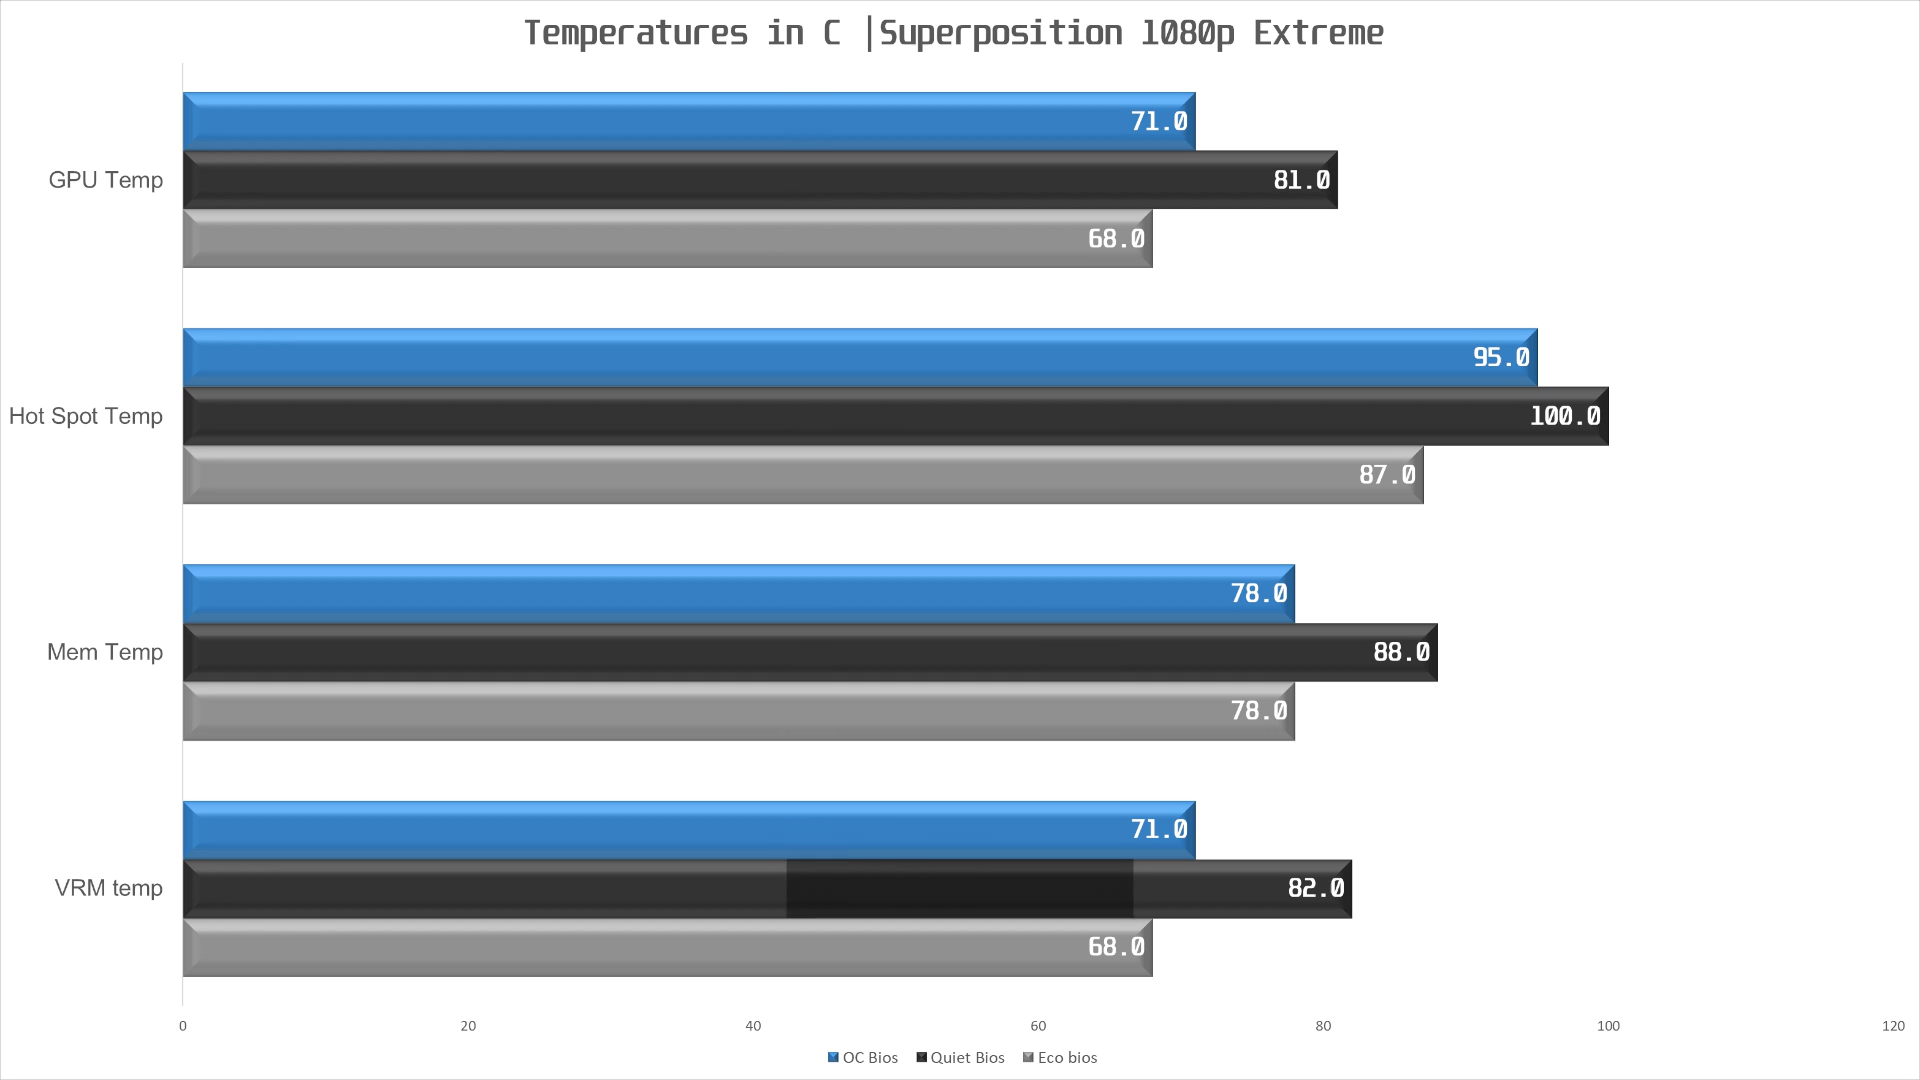 Temperatures in C |Superposition 1080p Extreme
71.0
GPU Temp
81.0
68.0
95.0
Hot Spot Temp
100.0
87.0
78.0
Mem Temp
88.0
78.0
71.0
VRM temp
82.0
68.0
0 20 40 60 80 100 120
OC Bios Quiet Bios Eco bios